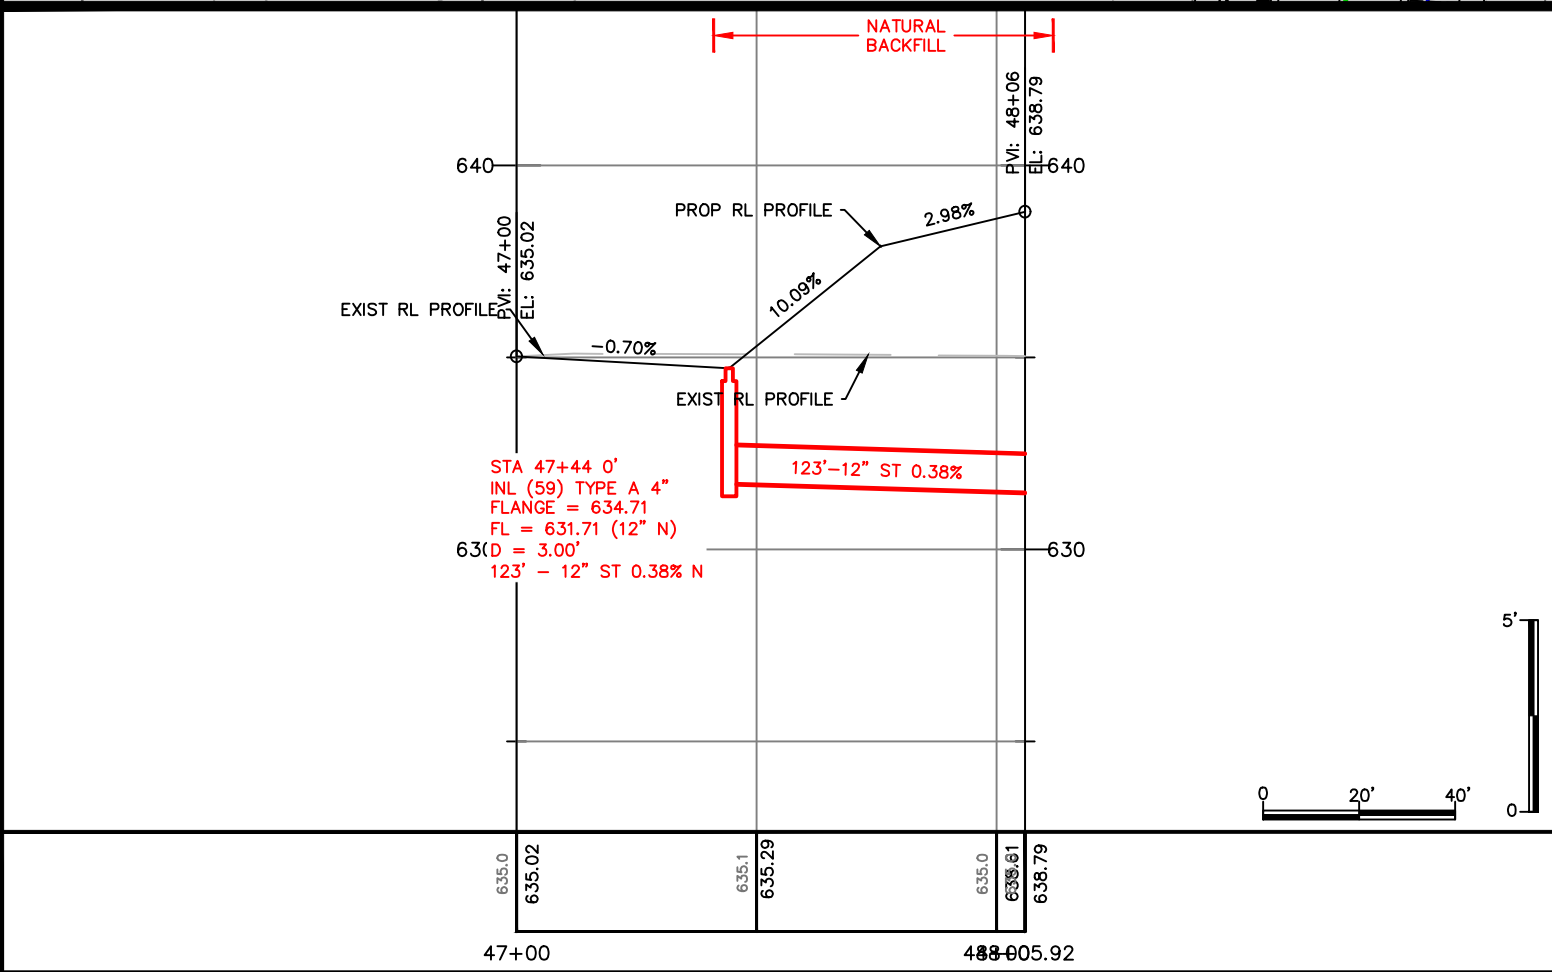 NATURAL
BACKFILL
PVI: 48+06
EL: 638.79
640
640
PROP RL PROFILE
2.98%
PVI: 47+00
EL: 635.02
10.09%
EXIST RL PROFILE
-0.70%
EXIST RL PROFILE
STA 47+44 0'
INL (59) TYPE A 4"
FLANGE = 634.71
FL = 631.71 (12" N)
D = 3.00'
123' - 12" ST 0.38% N
123'-12" ST 0.38%
630
630
5'
0
0 20' 40'
635.0
635.02
635.1
635.29
635.0
638.61
638.79
47+00